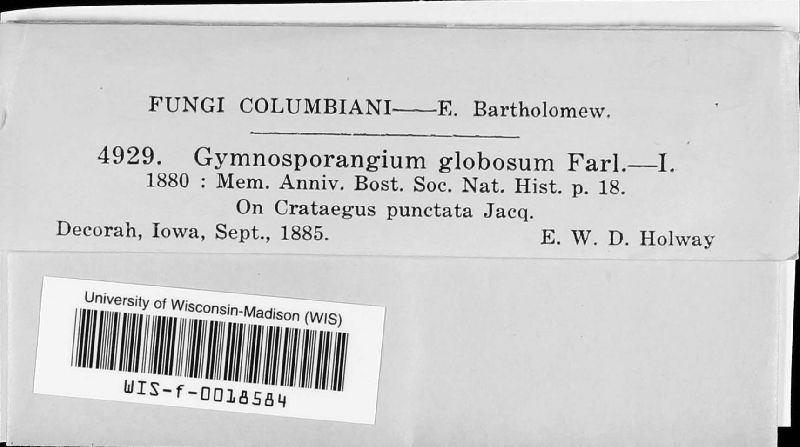 FUNGI COLUMBIANI——E. Bartholomew.
4929. Gymnosporangium globosum Farl.—I.
1880 : Mem. Anniv. Bost. Soc. Nat. Hist. p. 18.
On Crataegus punctata Jacq.
Decorah, Iowa, Sept., 1885. E. W. D. Holway
University of Wisconsin-Madison (WIS)
WIS-f-0018584